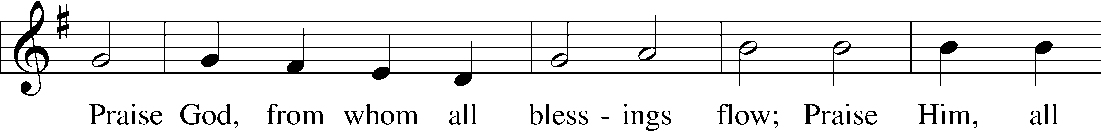 Praise God, from whom all bless - ings flow; Praise Him, all